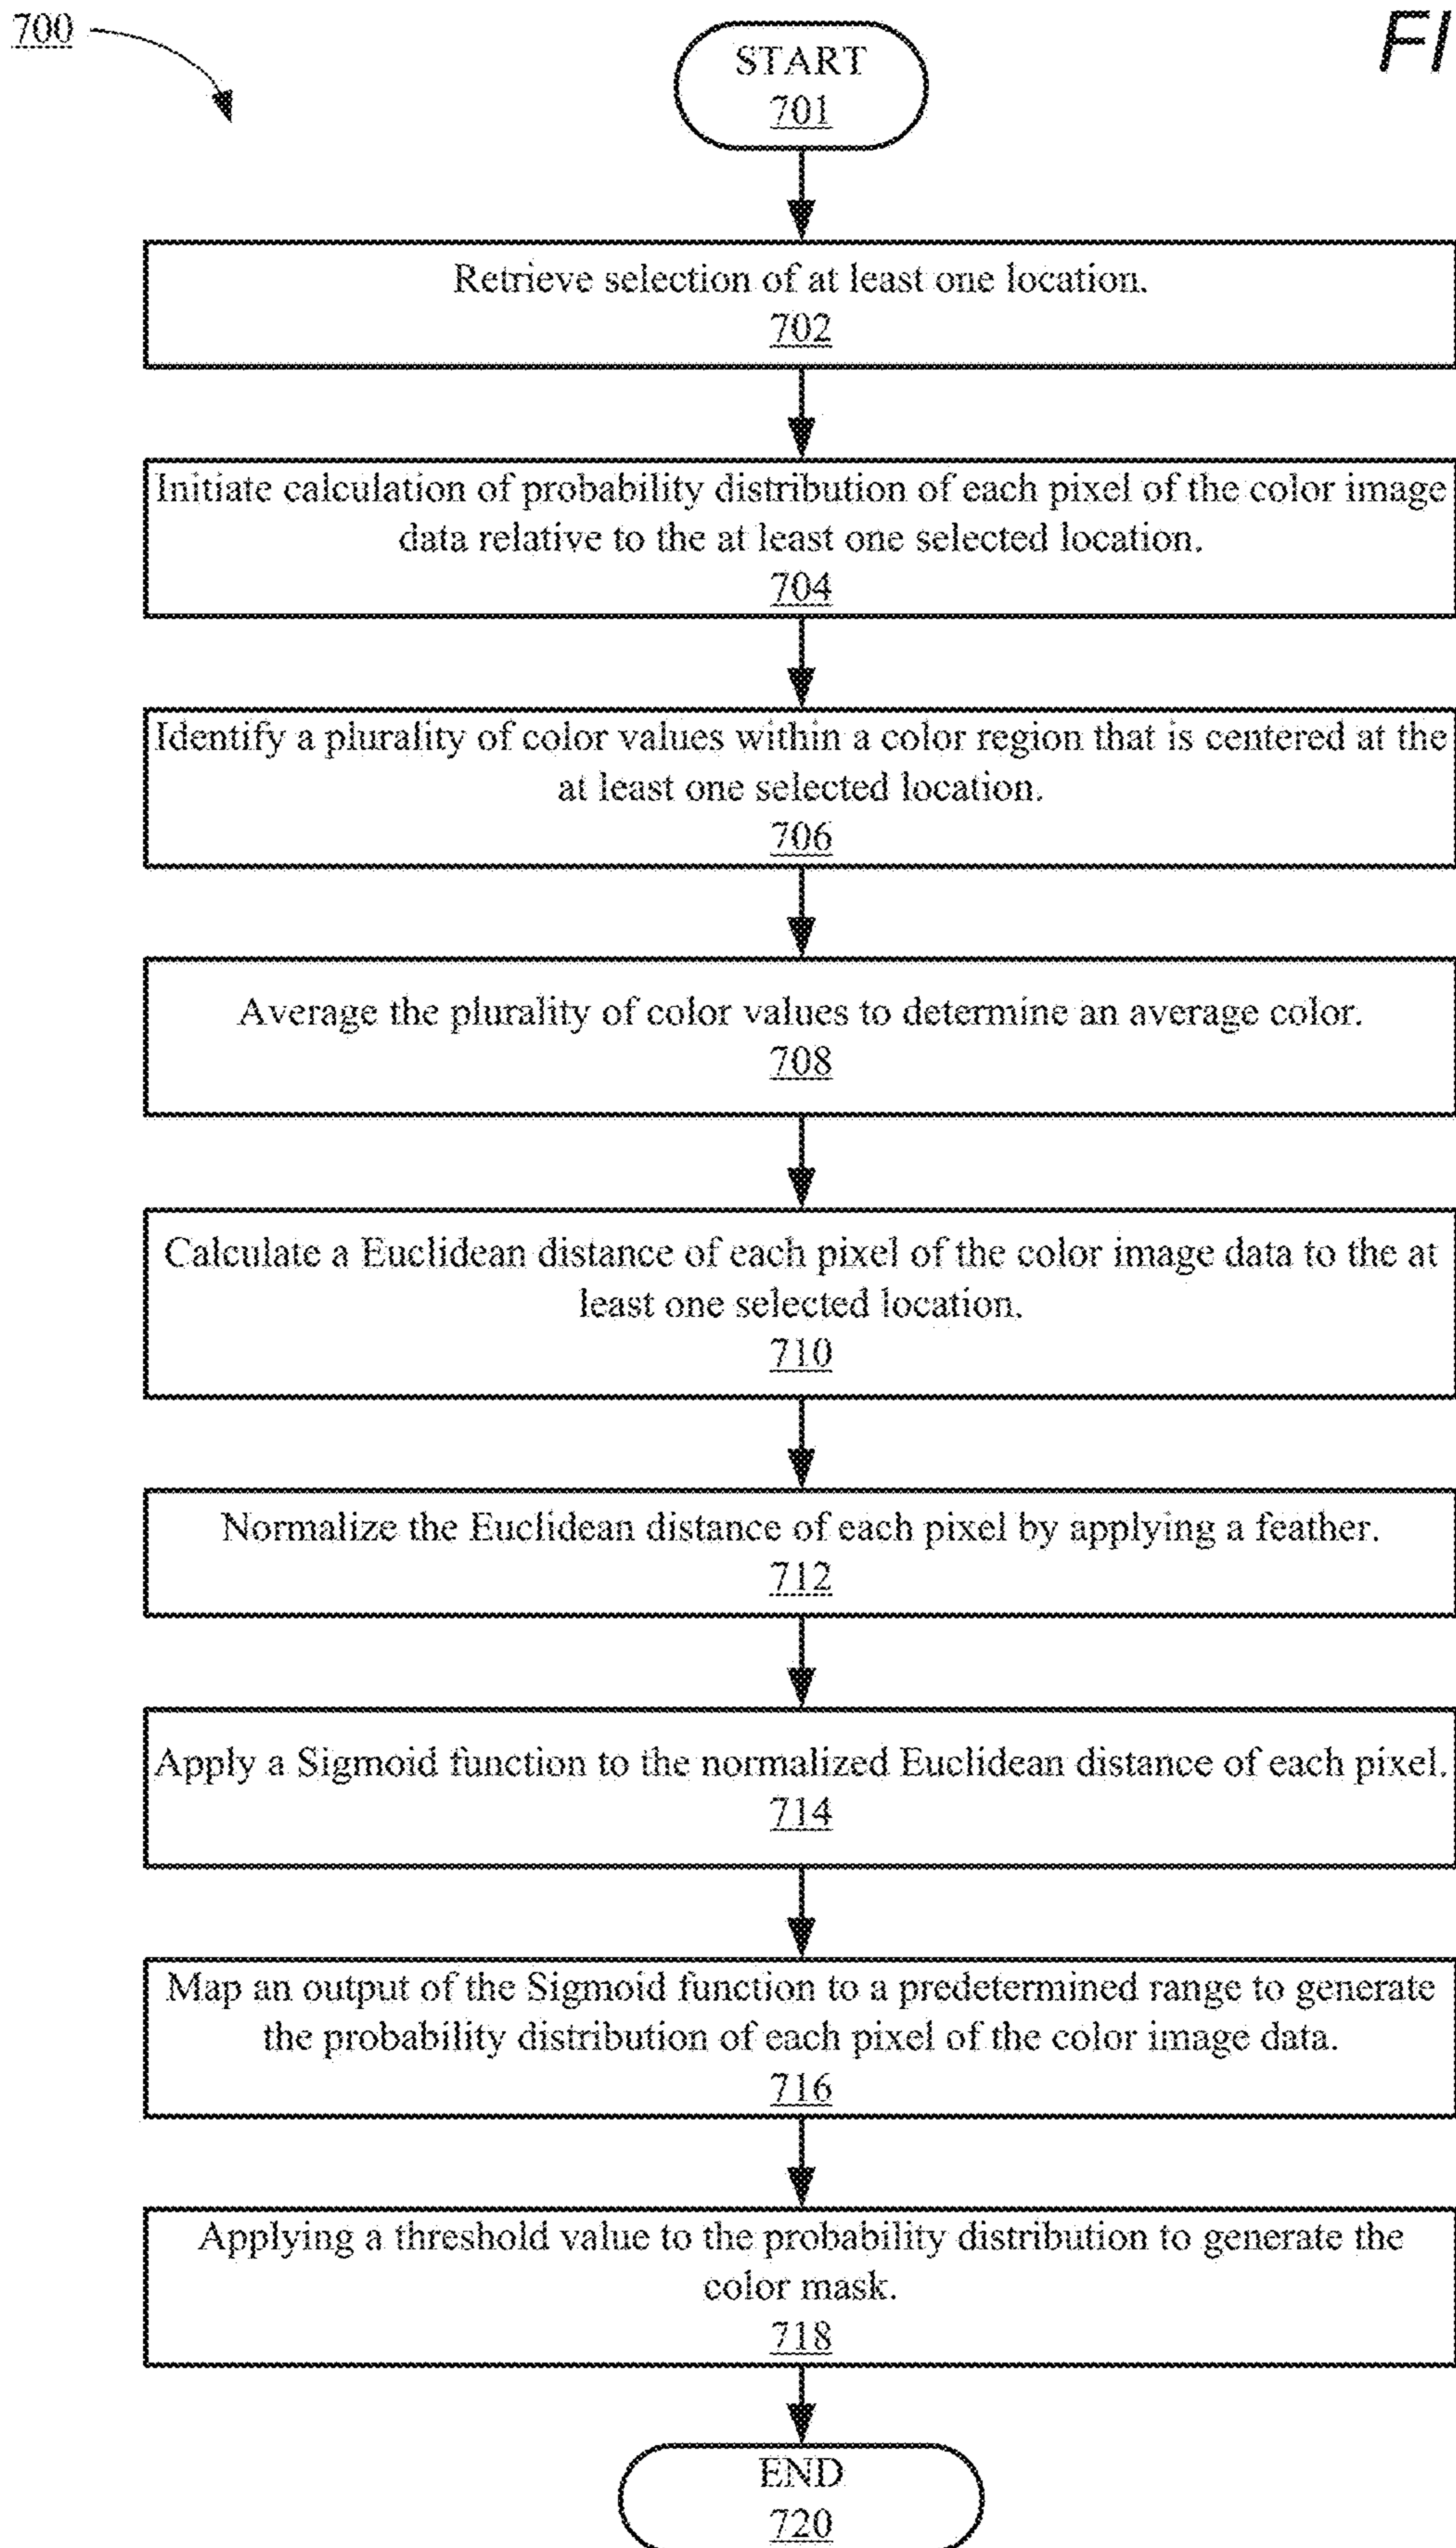 700
FI
START
701
Retrieve selection of at least one location.
702
Initiate calculation of probability distribution of each pixel of the color image
data relative to the at least one selected location.
704
Identify a plurality of color values within a color region that is centered at the
at least one selected location.
706
Average the plurality of color values to determine an average color.
708
Calculate a Euclidean distance of each pixel of the color image data to the at
least one selected location.
710
Normalize the Euclidean distance of each pixel by applying a feather.
712
Apply a Sigmoid function to the normalized Euclidean distance of each pixel.
714
Map an output of the Sigmoid function to a predetermined range to generate
the probability distribution of each pixel of the color image data.
716
Applying a threshold value to the probability distribution to generate the
color mask.
718
END
720